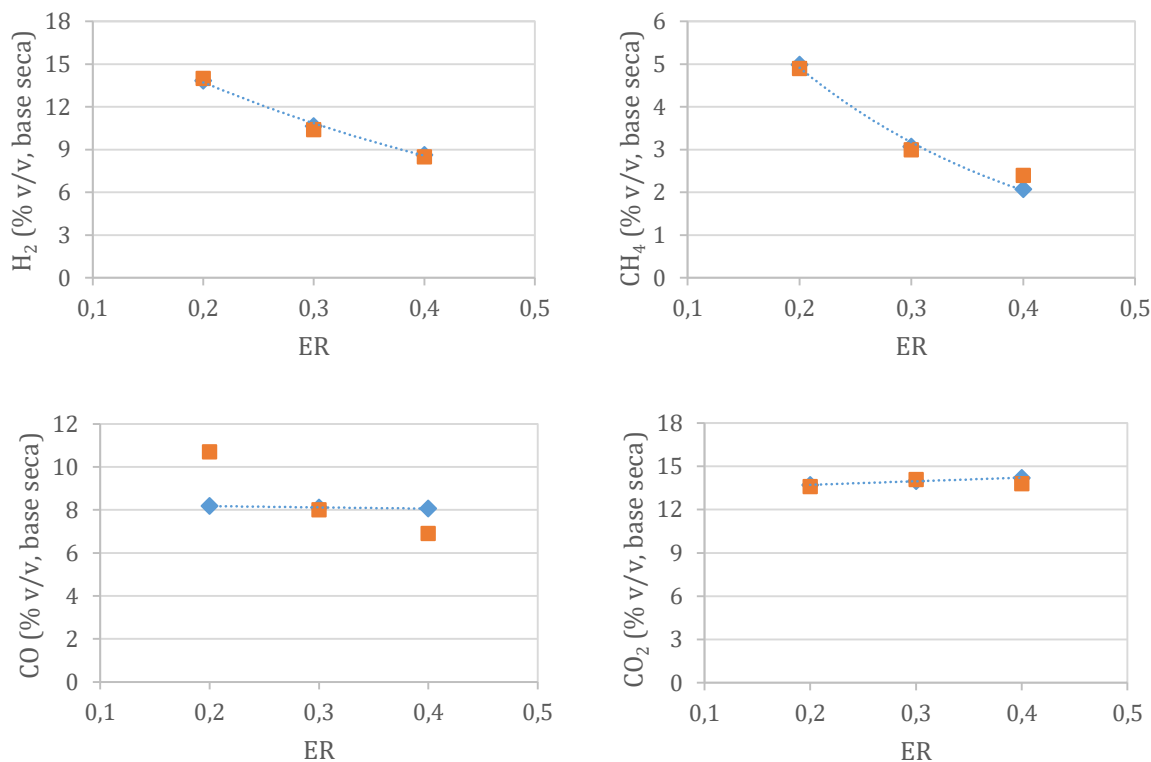 H₂ (% v/v, base seca)
18
15
12
9
6
3
0
0,1 0,2 0,3 0,4 0,5
ER
CH₄ (% v/v, base seca)
6
5
4
3
2
1
0
0,1 0,2 0,3 0,4 0,5
ER
CO (% v/v, base seca)
12
10
8
6
4
2
0
0,1 0,2 0,3 0,4 0,5
ER
CO₂ (% v/v, base seca)
18
15
12
9
6
3
0
0,1 0,2 0,3 0,4 0,5
ER